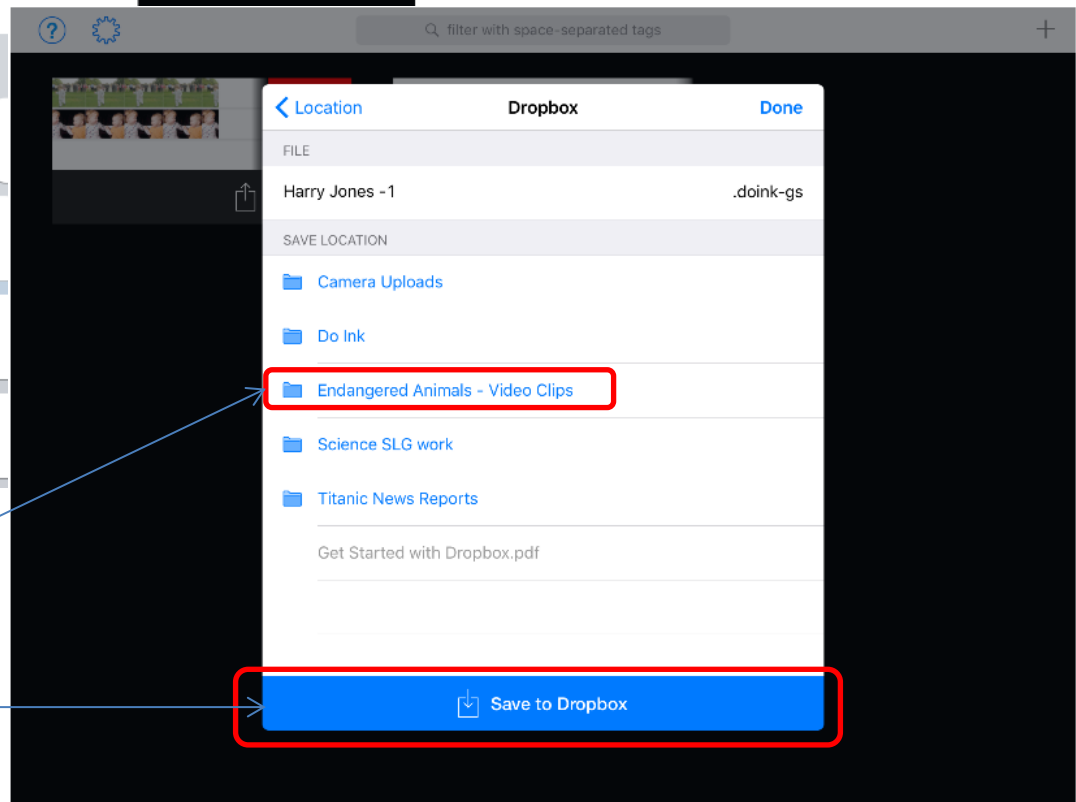 ? filter with space-separated tags +
Location Dropbox Done
FILE
Harry Jones -1 .doink-gs
SAVE LOCATION
Camera Uploads
Do Ink
Endangered Animals - Video Clips
Science SLG work
Titanic News Reports
Get Started with Dropbox.pdf
Save to Dropbox